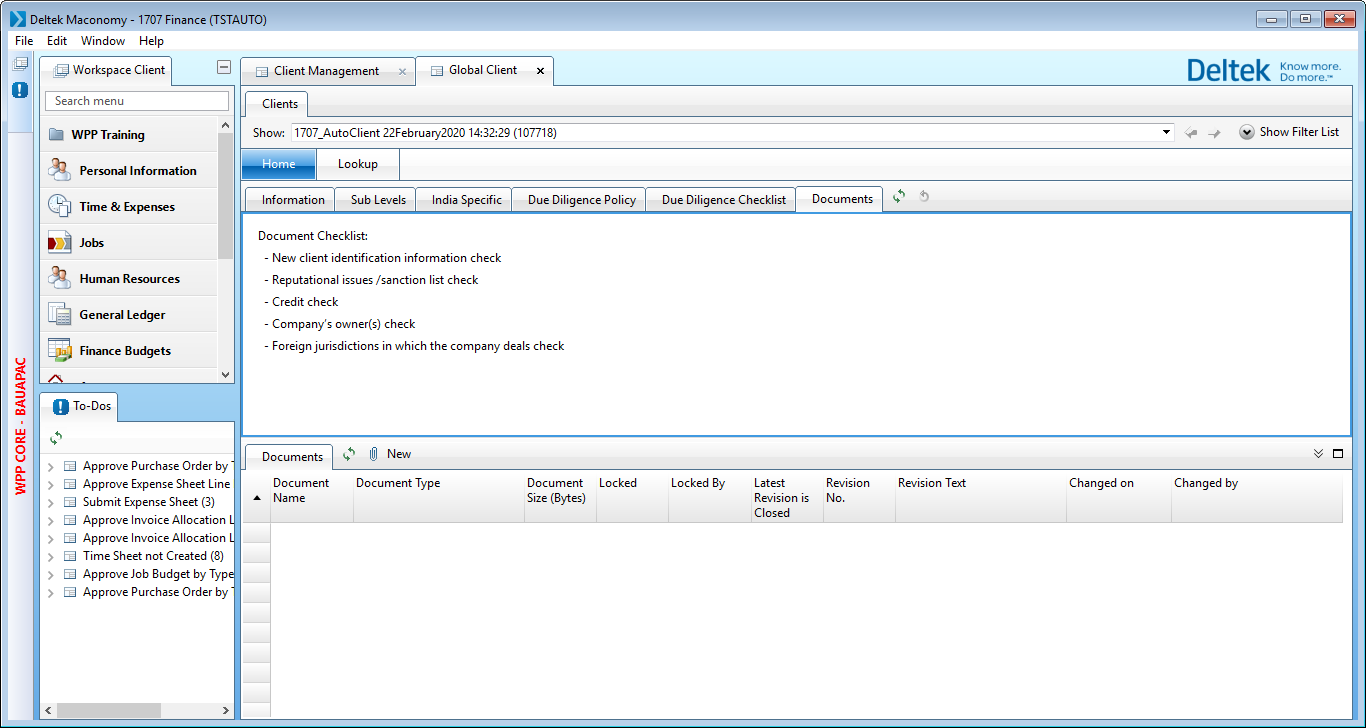 Deltek Maconomy - 1707 Finance (TSTAUTO)
File Edit Window Help
Workspace Client
Client Management
Global Client
Deltek Know more. Do more.™
Search menu
WPP Training
Personal Information
Time & Expenses
Jobs
Human Resources
General Ledger
Finance Budgets
WPP CORE - BAUAPAC
To-Dos
Approve Purchase Order by
Approve Expense Sheet Line
Submit Expense Sheet (3)
Approve Invoice Allocation L
Approve Invoice Allocation L
Time Sheet not Created (8)
Approve Job Budget by Type
Approve Purchase Order by
Clients
Show: 1707_AutoClient 22February2020 14:32:29 (107718) Show Filter List
Home Lookup
Information Sub Levels India Specific Due Diligence Policy Due Diligence Checklist Documents
Document Checklist:
- New client identification information check
- Reputational issues /sanction list check
- Credit check
- Company's owner(s) check
- Foreign jurisdictions in which the company deals check
Documents New
Document Name
Document Type
Document Size (Bytes)
Locked
Locked By
Latest Revision is Closed
Revision No.
Revision Text
Changed on
Changed by